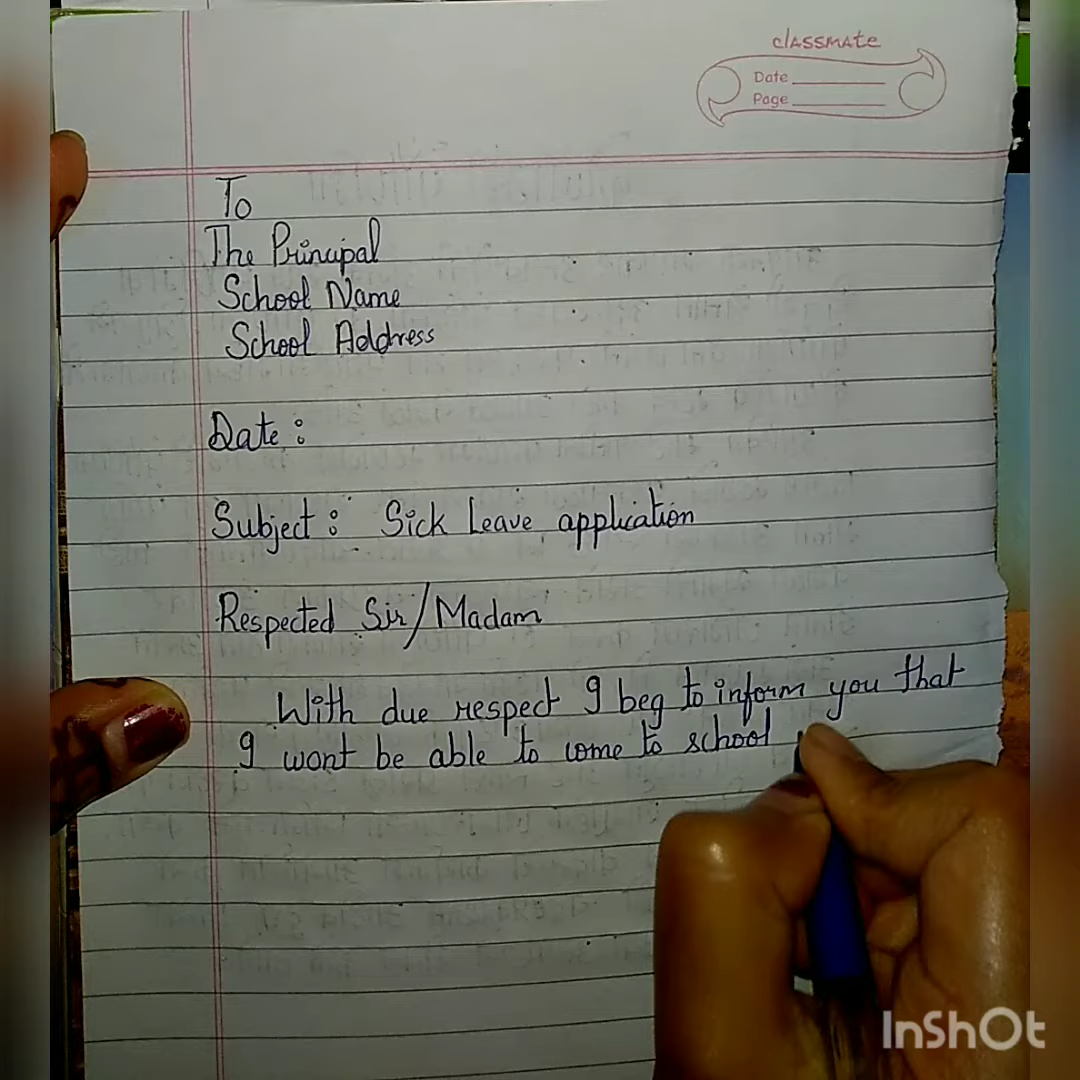 classmate
Date
Page
To
The Principal
School Name
School Address
Date :
Subject : Sick Leave application
Respected Sir/Madam
With due respect I beg to inform you that
I wont be able to come to school
InShOt